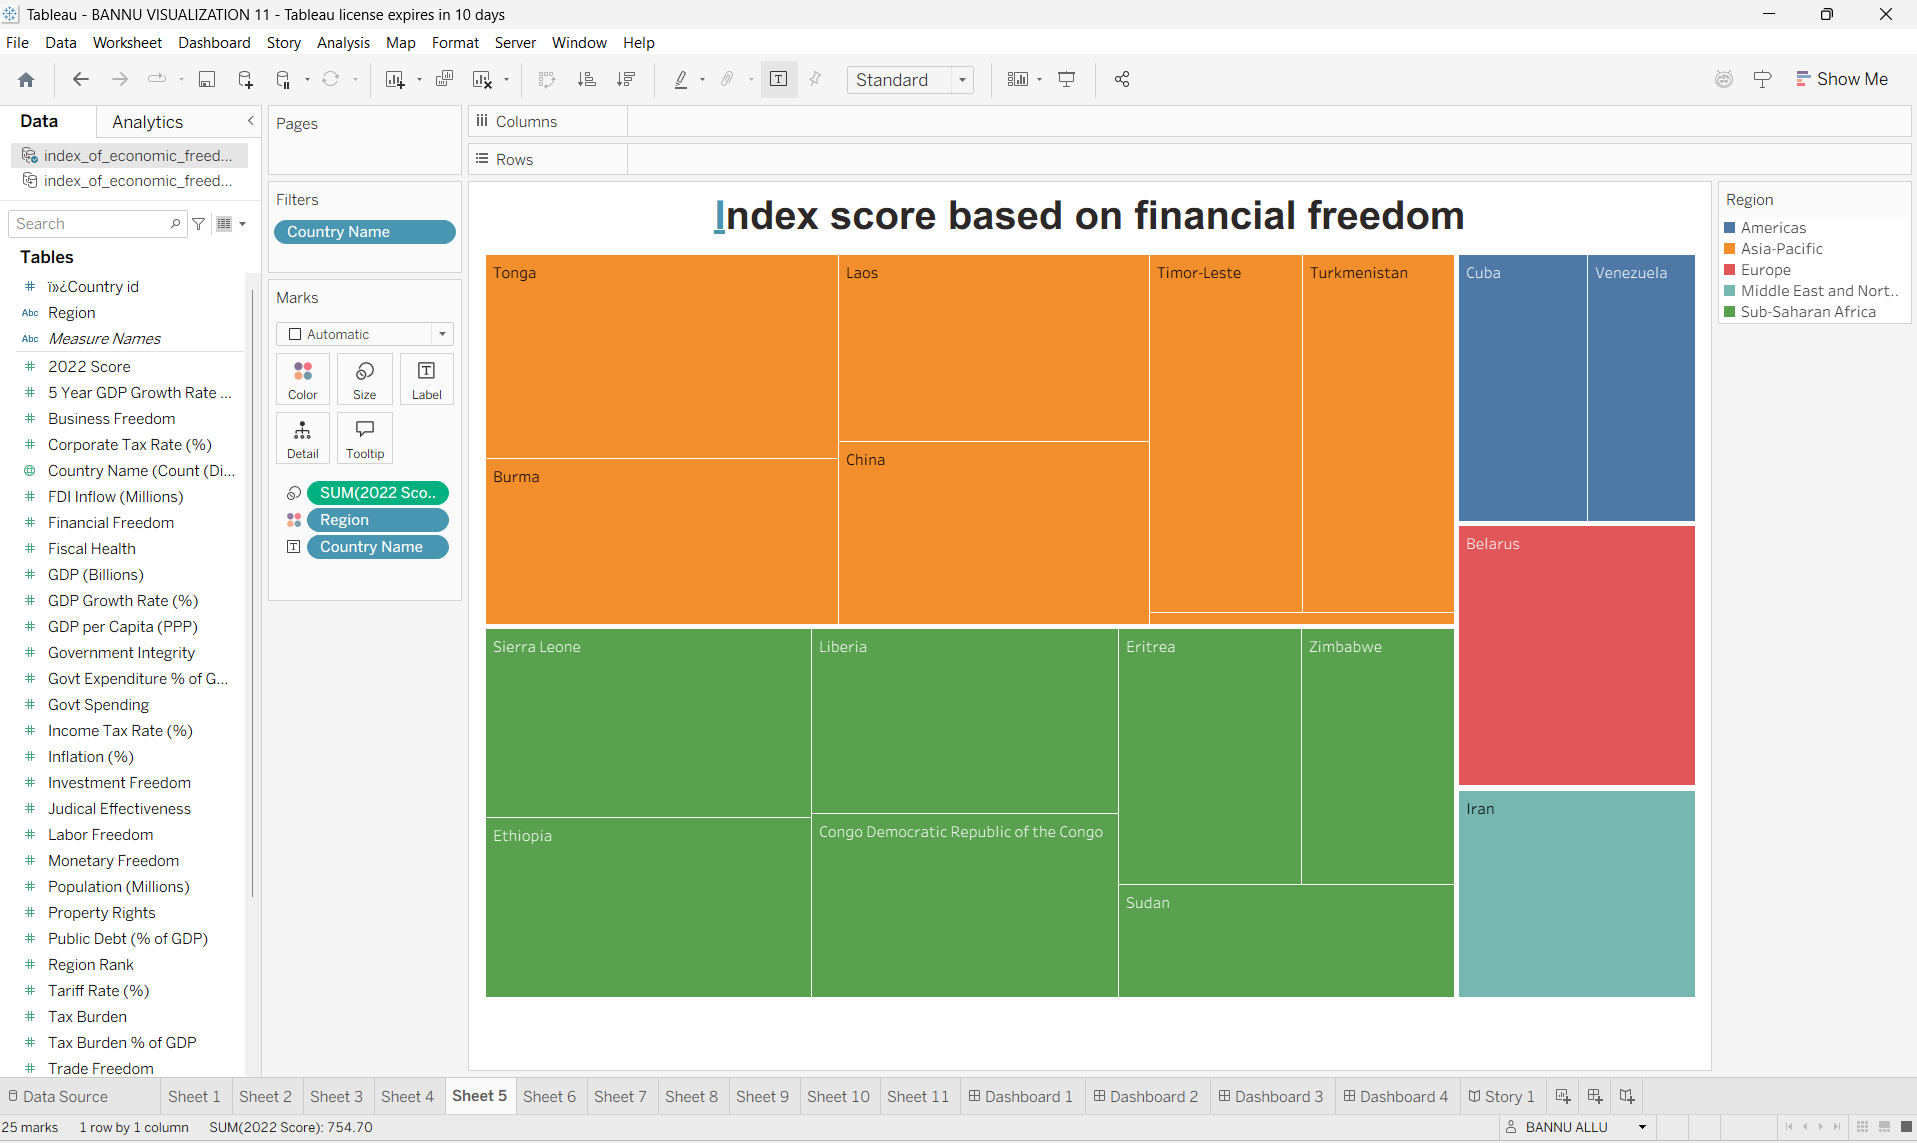 Tableau - BANNU VISUALIZATION 11 - Tableau license expires in 10 days
File Data Worksheet Dashboard Story Analysis Map Format Server Window Help
Standard
Show Me
Data
Analytics
index_of_economic_freed...
index_of_economic_freed...
Search
Tables
ï»¿Country id
Abc Region
Abc Measure Names
2022 Score
5 Year GDP Growth Rate ...
Business Freedom
Corporate Tax Rate (%)
Country Name (Count (Di...
FDI Inflow (Millions)
Financial Freedom
Fiscal Health
GDP (Billions)
GDP Growth Rate (%)
GDP per Capita (PPP)
Government Integrity
Govt Expenditure % of G...
Govt Spending
Income Tax Rate (%)
Inflation (%)
Investment Freedom
Judical Effectiveness
Labor Freedom
Monetary Freedom
Population (Millions)
Property Rights
Public Debt (% of GDP)
Region Rank
Tariff Rate (%)
Tax Burden
Tax Burden % of GDP
Trade Freedom
Pages
Filters
Country Name
Marks
Automatic
Color Size Label
Detail Tooltip
SUM(2022 Sco..
Region
Country Name
Columns
Rows
Index score based on financial freedom
Tonga
Laos
Timor-Leste
Turkmenistan
Burma
China
Cuba
Venezuela
Belarus
Sierra Leone
Liberia
Eritrea
Zimbabwe
Ethiopia
Congo Democratic Republic of the Congo
Sudan
Iran
Region
Americas
Asia-Pacific
Europe
Middle East and Nort..
Sub-Saharan Africa
Data Source Sheet 1 Sheet 2 Sheet 3 Sheet 4 Sheet 5 Sheet 6 Sheet 7 Sheet 8 Sheet 9 Sheet 10 Sheet 11 Dashboard 1 Dashboard 2 Dashboard 3 Dashboard 4 Story 1
25 marks 1 row by 1 column SUM(2022 Score): 754.70
BANNU ALLU